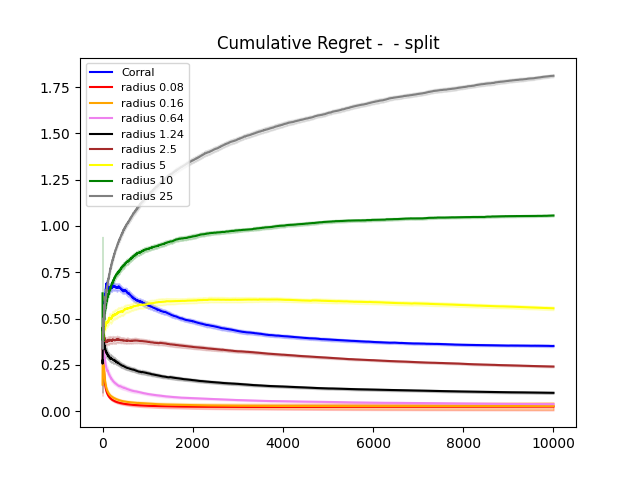 Cumulative Regret -  - split
Corral
radius 0.08
radius 0.16
radius 0.64
radius 1.24
radius 2.5
radius 5
radius 10
radius 25
1.75
1.50
1.25
1.00
0.75
0.50
0.25
0.00
0 2000 4000 6000 8000 10000